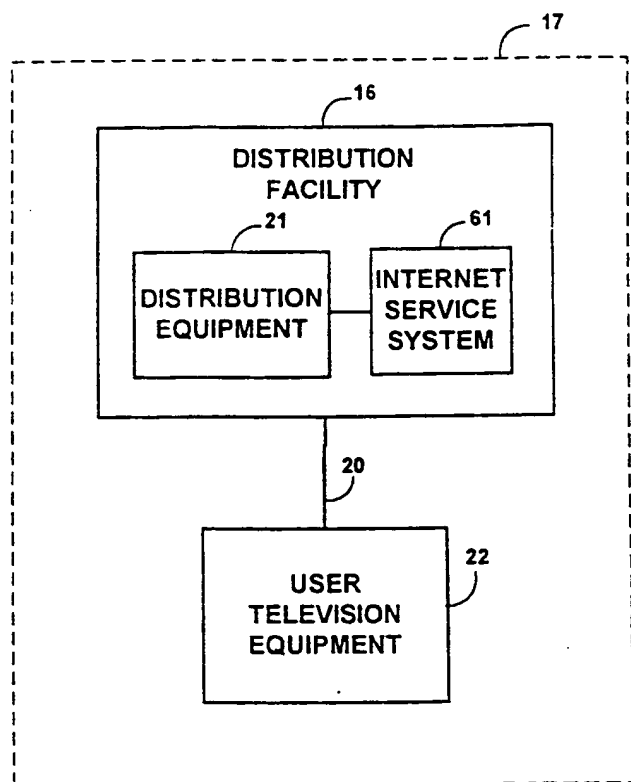 17
16
DISTRIBUTION
FACILITY
21
61
DISTRIBUTION
EQUIPMENT
INTERNET
SERVICE
SYSTEM
20
22
USER
TELEVISION
EQUIPMENT